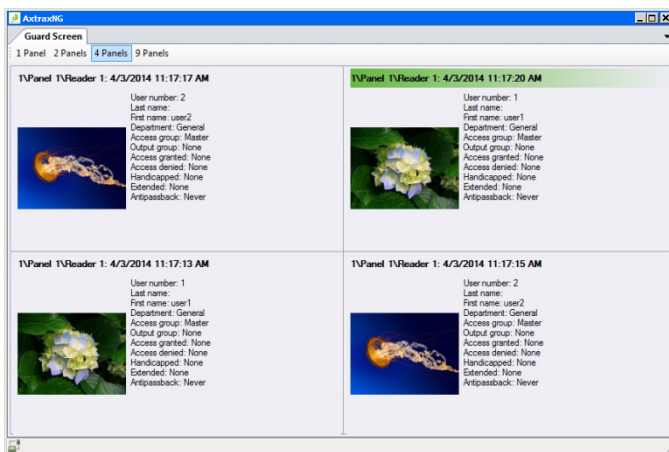 AxtraxNG
Guard Screen
1 Panel 2 Panels 4 Panels 9 Panels
1\Panel 1\Reader 1: 4/3/2014 11:17:17 AM
User number: 2
Last name:
First name: user2
Department: General
Access group: Master
Output group: None
Access granted: None
Access denied: None
Handicapped: None
Extended: None
Antipassback: Never
1\Panel 1\Reader 1: 4/3/2014 11:17:20 AM
User number: 1
Last name:
First name: user1
Department: General
Access group: Master
Output group: None
Access granted: None
Access denied: None
Handicapped: None
Extended: None
Antipassback: Never
1\Panel 1\Reader 1: 4/3/2014 11:17:13 AM
User number: 1
Last name:
First name: user1
Department: General
Access group: Master
Output group: None
Access granted: None
Access denied: None
Handicapped: None
Extended: None
Antipassback: Never
1\Panel 1\Reader 1: 4/3/2014 11:17:15 AM
User number: 2
Last name:
First name: user2
Department: General
Access group: Master
Output group: None
Access granted: None
Access denied: None
Handicapped: None
Extended: None
Antipassback: Never